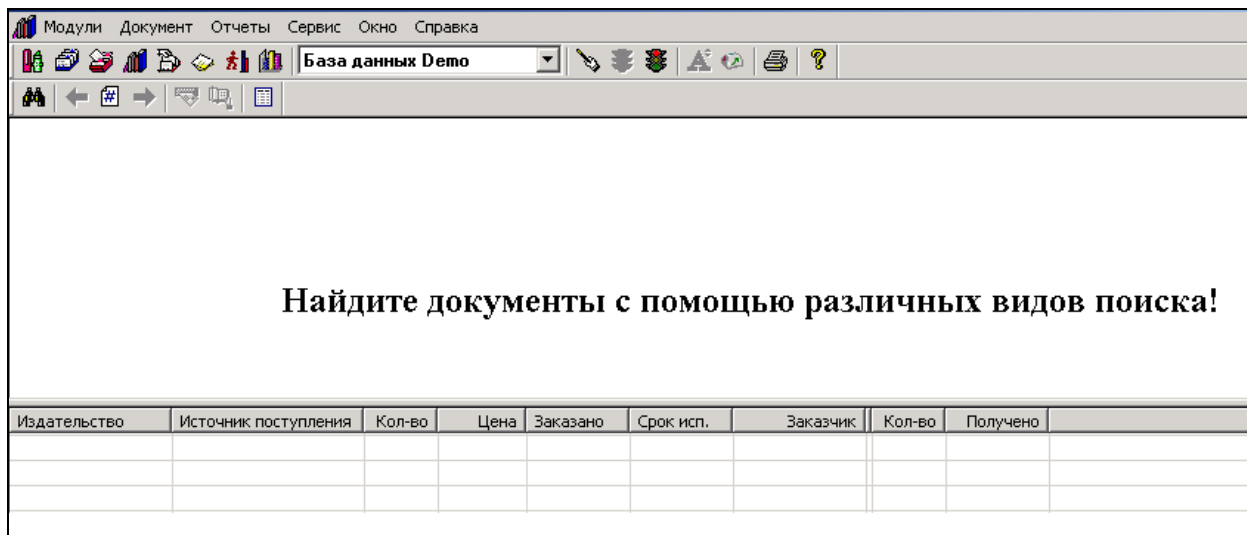 Модули Документ Отчеты Сервис Окно Справка
База данных Demo
Найдите документы с помощью различных видов поиска!
Издательство Источник поступления Кол-во Цена Заказано Срок исп. Заказчик Кол-во Получено